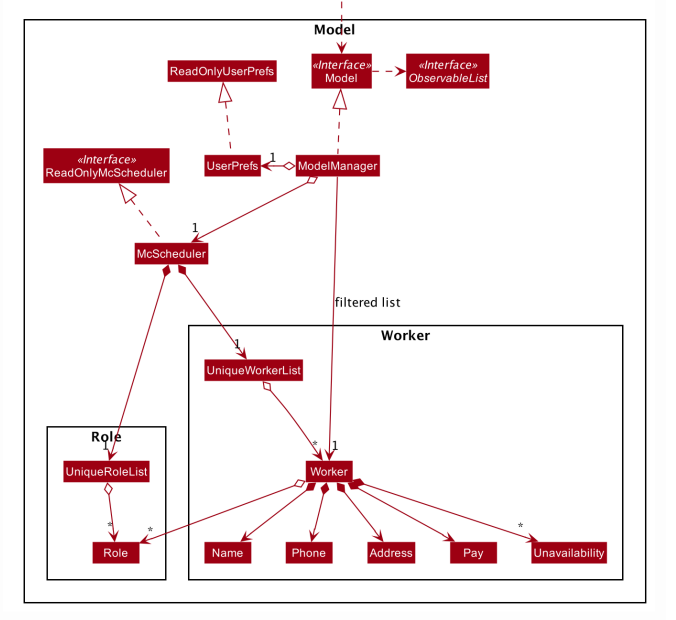 Model
«Interface»
Model
«Interface»
ObservableList
ReadOnlyUserPrefs
«Interface»
ReadOnlyMcScheduler
UserPrefs
1
ModelManager
1
McScheduler
filtered list
Worker
1
UniqueWorkerList
Role
1
UniqueRoleList
*
1
Worker
*
*
*
Role
Name
Phone
Address
Pay
Unavailability